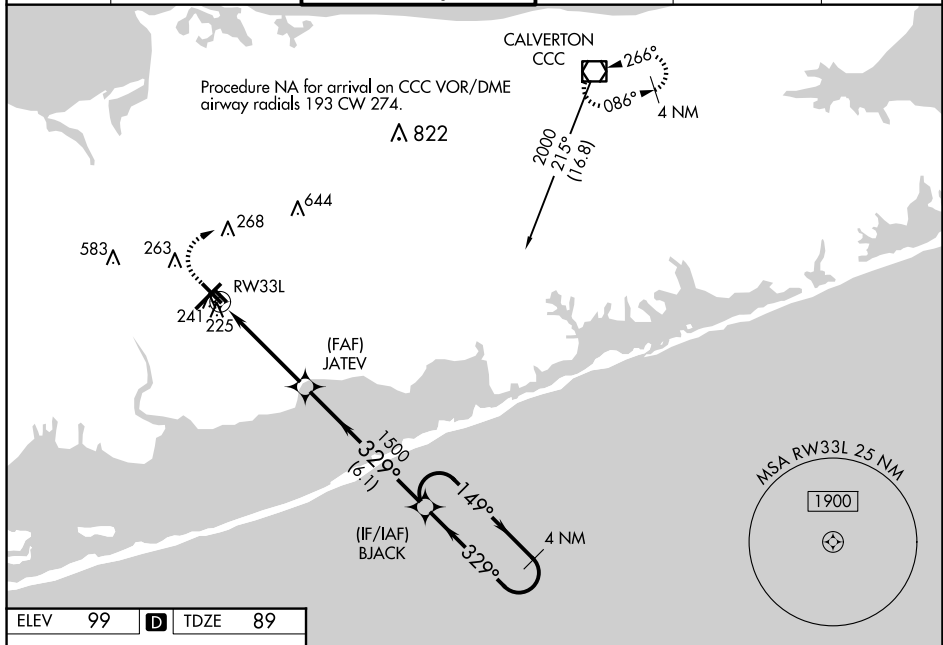 CALVERTON
CCC
266°
086°
4 NM
Procedure NA for arrival on CCC VOR/DME
airway radials 193 CW 274.
822
2000
215°
(16.8)
644
268
583
263
RW33L
241
225
(FAF)
JATEV
1500
329°
(6.1)
149°
4 NM
329°
(IF/IAF)
BJACK
MSA RW33L 25 NM
1900
ELEV 99 D TDZE 89